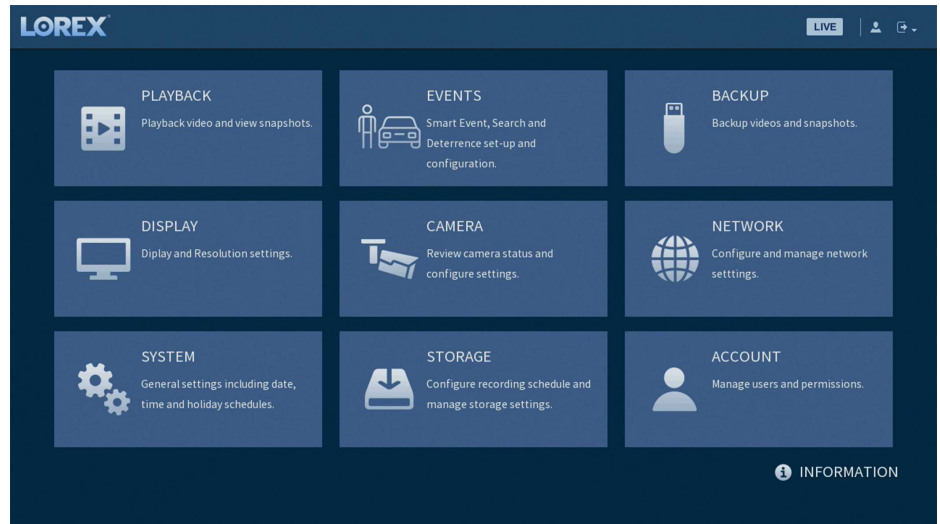 LOREX
LIVE
PLAYBACK
Playback video and view snapshots.
EVENTS
Smart Event, Search and
Deterrence set-up and
configuration.
BACKUP
Backup videos and snapshots.
DISPLAY
Diplay and Resolution settings.
CAMERA
Review camera status and
configure settings.
NETWORK
Configure and manage network
setttings.
SYSTEM
General settings including date,
time and holiday schedules.
STORAGE
Configure recording schedule and
manage storage settings.
ACCOUNT
Manage users and permissions.
INFORMATION